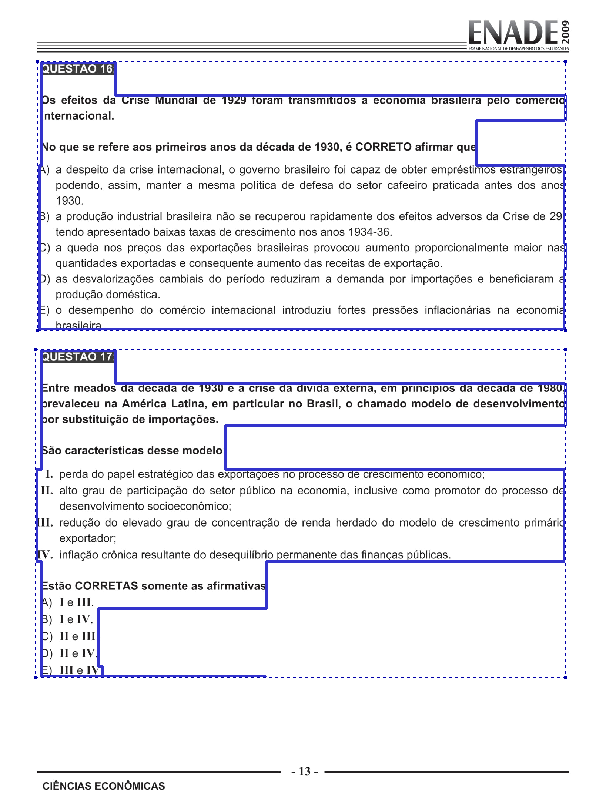 ENADE 2009
EXAME NACIONAL DE DESEMPENHO DOS ESTUDANTES
QUESTÃO 16
Os efeitos da Crise Mundial de 1929 foram transmitidos à economia brasileira pelo comércio
internacional.
No que se refere aos primeiros anos da década de 1930, é CORRETO afirmar que
A) a despeito da crise internacional, o governo brasileiro foi capaz de obter empréstimos estrangeiros,
podendo, assim, manter a mesma política de defesa do setor cafeeiro praticada antes dos anos
1930.
B) a produção industrial brasileira não se recuperou rapidamente dos efeitos adversos da Crise de 29,
tendo apresentado baixas taxas de crescimento nos anos 1934-36.
C) a queda nos preços das exportações brasileiras provocou aumento proporcionalmente maior nas
quantidades exportadas e consequente aumento das receitas de exportação.
D) as desvalorizações cambiais do período reduziram a demanda por importações e beneficiaram a
produção doméstica.
E) o desempenho do comércio internacional introduziu fortes pressões inflacionárias na economia
brasileira.
QUESTÃO 17
Entre meados da década de 1930 e a crise da dívida externa, em princípios da década de 1980,
prevaleceu na América Latina, em particular no Brasil, o chamado modelo de desenvolvimento
por substituição de importações.
São características desse modelo
I. perda do papel estratégico das exportações no processo de crescimento econômico;
II. alto grau de participação do setor público na economia, inclusive como promotor do processo de
desenvolvimento socioeconômico;
III. redução do elevado grau de concentração de renda herdado do modelo de crescimento primário
exportador;
IV. inflação crônica resultante do desequilíbrio permanente das finanças públicas.
Estão CORRETAS somente as afirmativas
A) I e III.
B) I e IV.
C) II e III
D) II e IV.
E) III e IV
- 13 -
CIÊNCIAS ECONÔMICAS